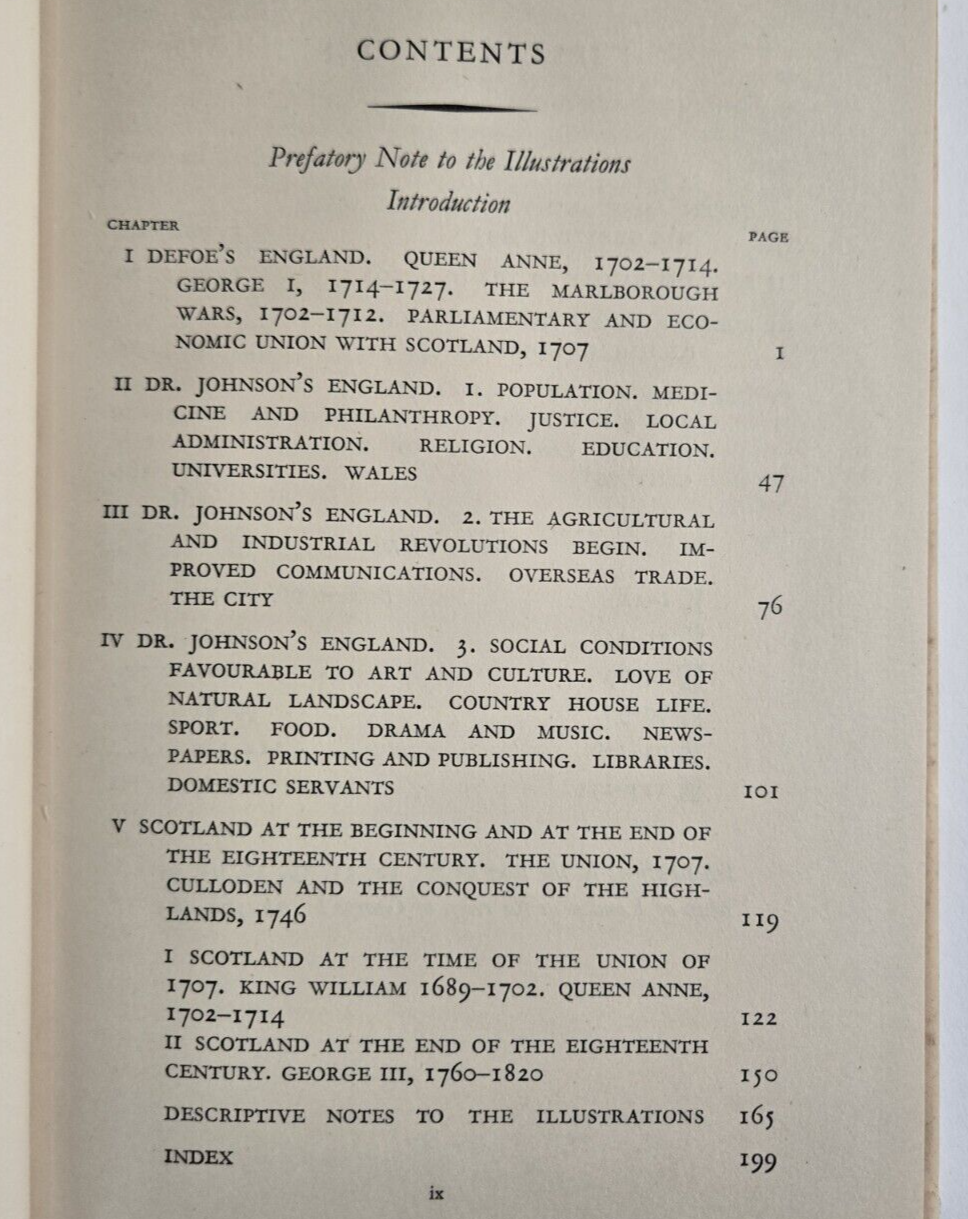 CONTENTS
Prefatory Note to the Illustrations
Introduction
CHAPTER
PAGE
I DEFOE'S ENGLAND. QUEEN ANNE, 1702–1714.
GEORGE I, 1714–1727. THE MARLBOROUGH
WARS, 1702–1712. PARLIAMENTARY AND ECO-
NOMIC UNION WITH SCOTLAND, 1707 1
II DR. JOHNSON'S ENGLAND. 1. POPULATION. MEDI-
CINE AND PHILANTHROPY. JUSTICE. LOCAL
ADMINISTRATION. RELIGION. EDUCATION.
UNIVERSITIES. WALES 47
III DR. JOHNSON'S ENGLAND. 2. THE AGRICULTURAL
AND INDUSTRIAL REVOLUTIONS BEGIN. IM-
PROVED COMMUNICATIONS. OVERSEAS TRADE.
THE CITY 76
IV DR. JOHNSON'S ENGLAND. 3. SOCIAL CONDITIONS
FAVOURABLE TO ART AND CULTURE. LOVE OF
NATURAL LANDSCAPE. COUNTRY HOUSE LIFE.
SPORT. FOOD. DRAMA AND MUSIC. NEWS-
PAPERS. PRINTING AND PUBLISHING. LIBRARIES.
DOMESTIC SERVANTS 101
V SCOTLAND AT THE BEGINNING AND AT THE END OF
THE EIGHTEENTH CENTURY. THE UNION, 1707.
CULLODEN AND THE CONQUEST OF THE HIGH-
LANDS, 1746 119
I SCOTLAND AT THE TIME OF THE UNION OF
1707. KING WILLIAM 1689–1702. QUEEN ANNE,
1702–1714 122
II SCOTLAND AT THE END OF THE EIGHTEENTH
CENTURY. GEORGE III, 1760–1820 150
DESCRIPTIVE NOTES TO THE ILLUSTRATIONS 165
INDEX 199
ix